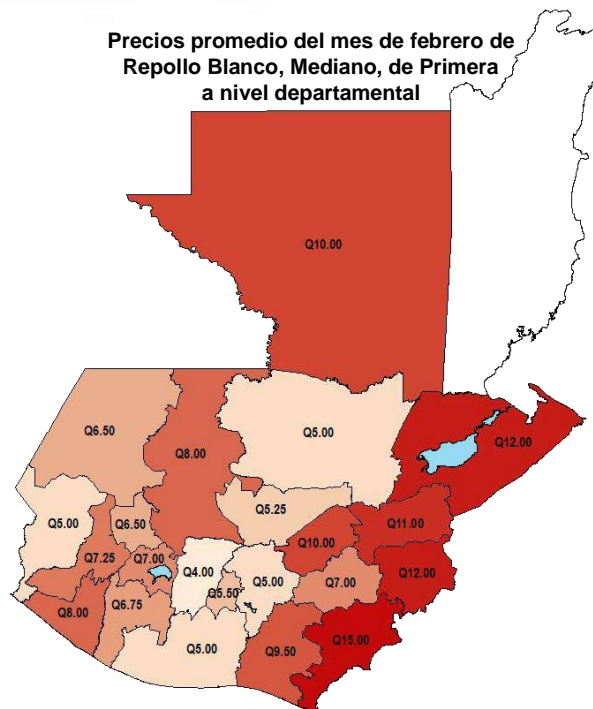 Precios promedio del mes de febrero de
Repollo Blanco, Mediano, de Primera
a nivel departamental
Q10.00
Q6.50
Q8.00
Q5.00
Q12.00
Q5.25
Q5.00
Q6.50
Q11.00
Q10.00
Q7.25
Q7.00
Q4.00
Q5.00
Q7.00
Q12.00
Q5.50
Q8.00
Q6.75
Q15.00
Q5.00
Q9.50